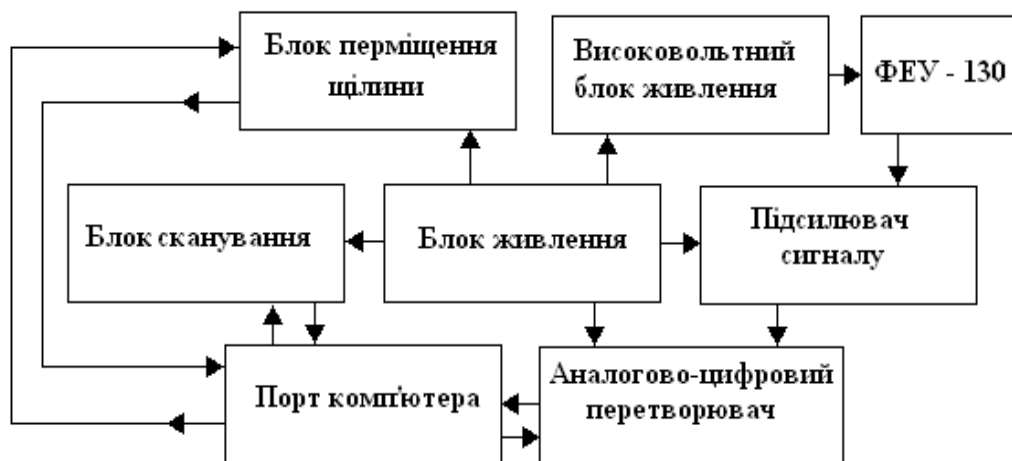 Блок перміщення
щілини
Високовольтний
блок живлення
ФЕУ - 130
Блок сканування
Блок живлення
Підсилювач
сигналу
Порт комп'ютера
Аналогово-цифровий
перетворювач